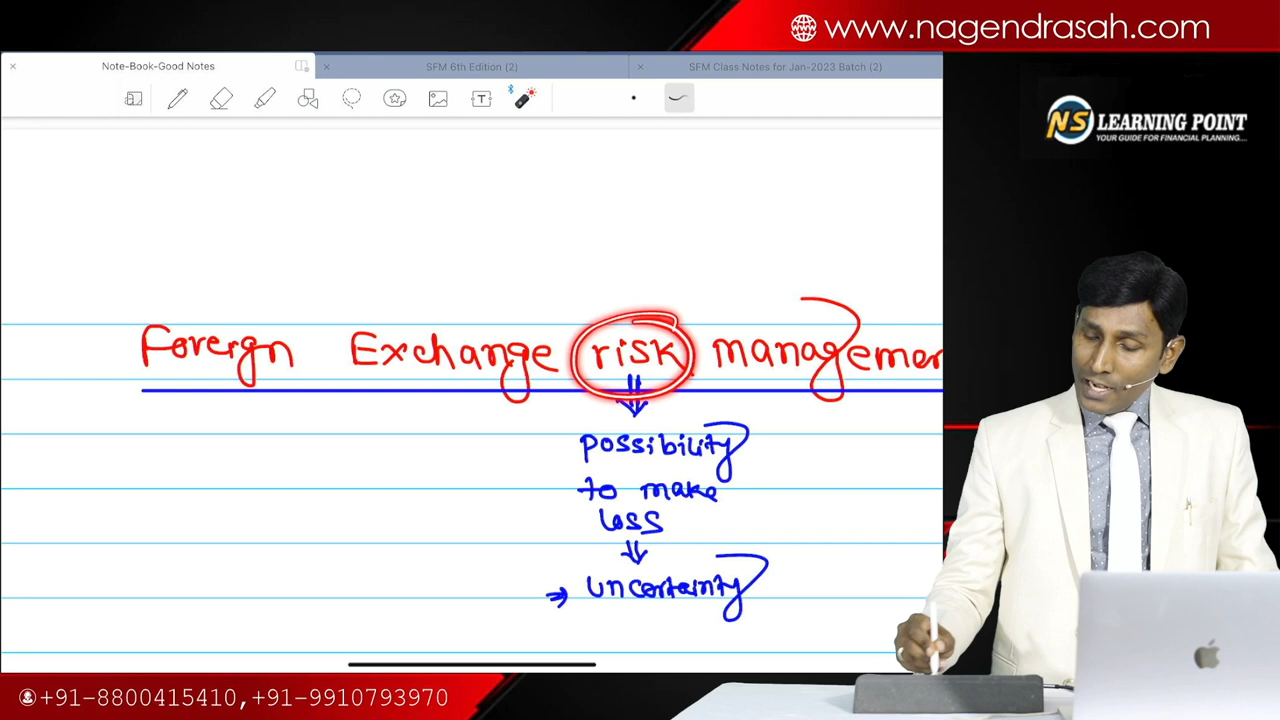 www.nagendrasah.com
Note-Book-Good Notes
SFM 6th Edition (2)
SFM Class Notes for Jan-2023 Batch (2)
T
NS LEARNING POINT
YOUR GUIDE FOR FINANCIAL PLANNING....
Foreign Exchange risk managemen
possibility
to make
loss
uncertainity
+91-8800415410,+91-9910793970